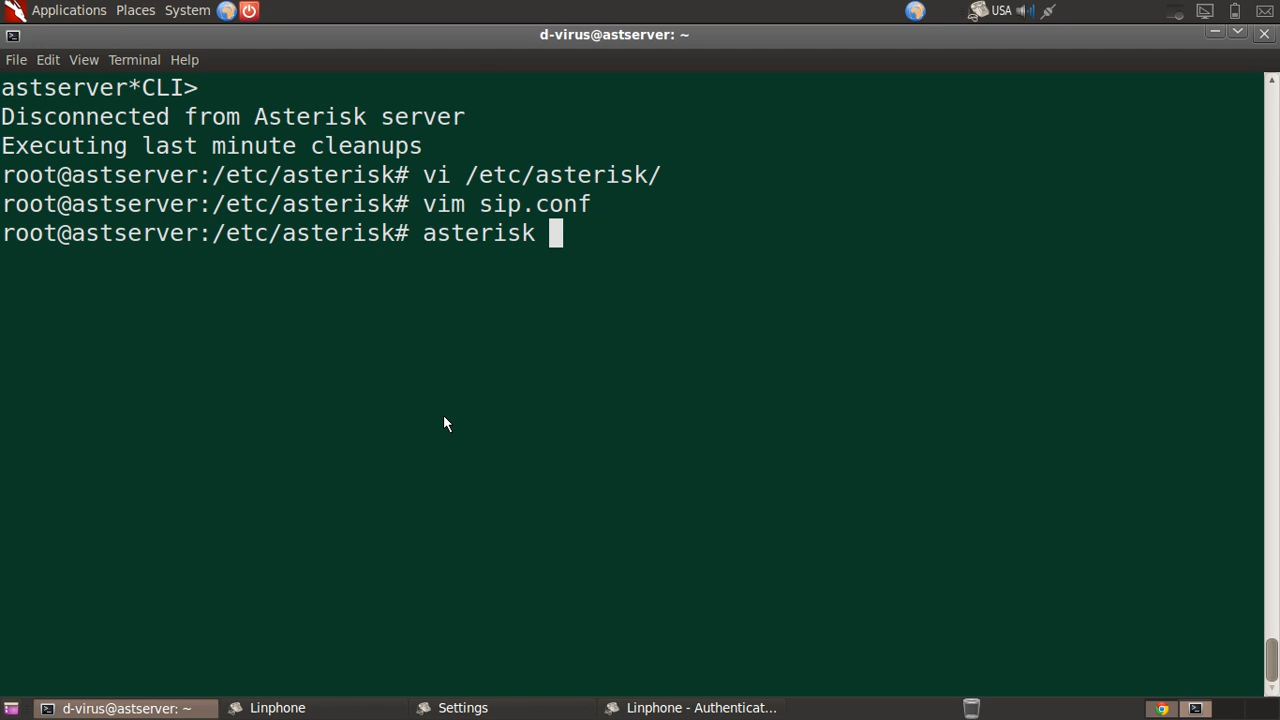 Applications Places System
USA
d-virus@astserver: ~
File Edit View Terminal Help
astserver*CLI>
Disconnected from Asterisk server
Executing last minute cleanups
root@astserver:/etc/asterisk# vi /etc/asterisk/
root@astserver:/etc/asterisk# vim sip.conf
root@astserver:/etc/asterisk# asterisk
d-virus@astserver: ~
Linphone
Settings
Linphone - Authenticat...